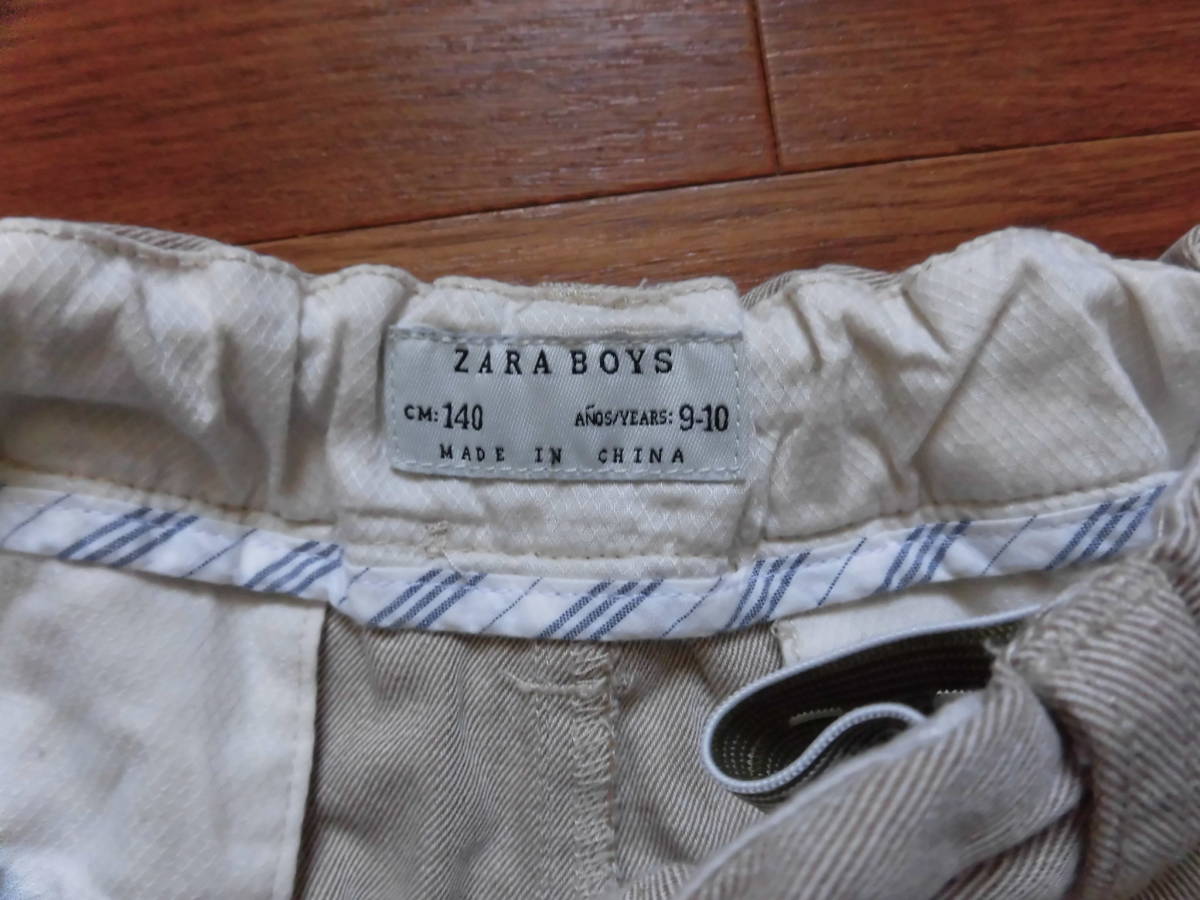 ZARA BOYS
CM: 140 AÑOS/YEARS: 9-10
MADE IN CHINA